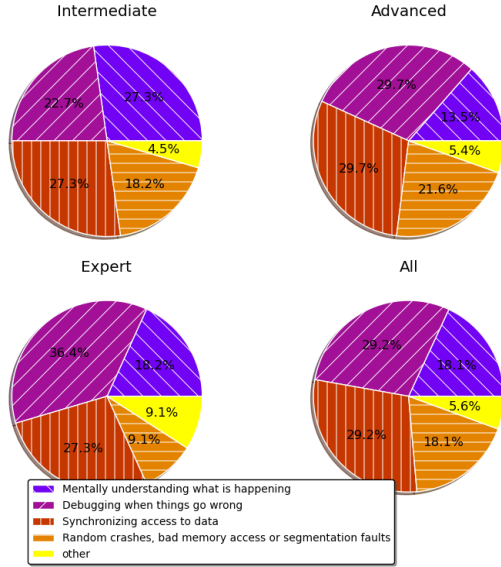 Intermediate
Advanced
22.7%
27.3%
27.3%
18.2%
4.5%
29.7%
13.5%
29.7%
21.6%
5.4%
Expert
All
36.4%
18.2%
27.3%
9.1%
9.1%
29.2%
18.1%
29.2%
18.1%
5.6%
Mentally understanding what is happening
Debugging when things go wrong
Synchronizing access to data
Random crashes, bad memory access or segmentation faults
other